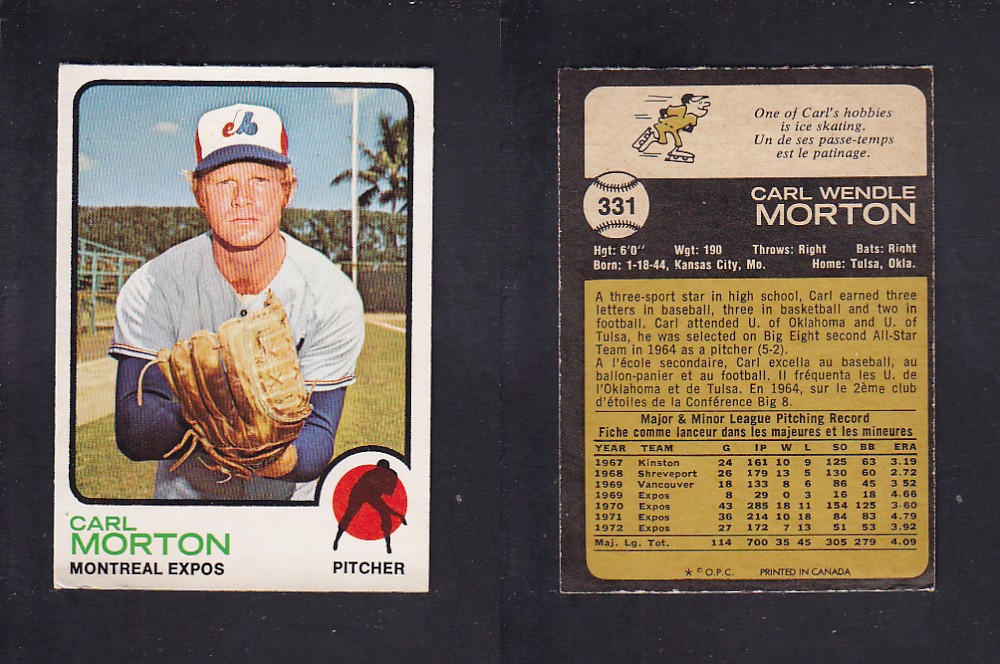 eb
CARL
MORTON
MONTREAL EXPOS
PITCHER
One of Carl's hobbies
is ice skating.
Un de ses passe-temps
est le patinage.
331
CARL WENDLE
MORTON
Hgt: 6'0" Wgt: 190 Throws: Right Bats: Right
Born: 1-18-44, Kansas City, Mo. Home: Tulsa, Okla.
A three-sport star in high school, Carl earned three
letters in baseball, three in basketball and two in
football. Carl attended U. of Oklahoma and U. of
Tulsa, he was selected on Big Eight second All-Star
Team in 1964 as a pitcher (5-2).
A l'école secondaire, Carl excella au baseball, au
ballon-panier et au football. Il fréquenta les U. de
l'Oklahoma et de Tulsa. En 1964, sur le 2ème club
d'étoiles de la Conférence Big 8.
Major & Minor League Pitching Record
Fiche comme lanceur dans les majeures et les mineures
YEAR TEAM G IP W L SO BB ERA
1967 Kinston 24 161 10 9 125 63 3.19
1968 Shreveport 26 179 13 5 130 60 2.72
1969 Vancouver 18 133 8 6 86 45 3.52
1969 Expos 8 29 0 3 16 18 4.66
1970 Expos 43 285 18 11 154 125 3.60
1971 Expos 36 214 10 18 84 83 4.79
1972 Expos 27 172 7 13 51 53 3.92
Maj. Lg. Tot. 114 700 35 45 305 279 4.09
* © O.P.C. PRINTED IN CANADA